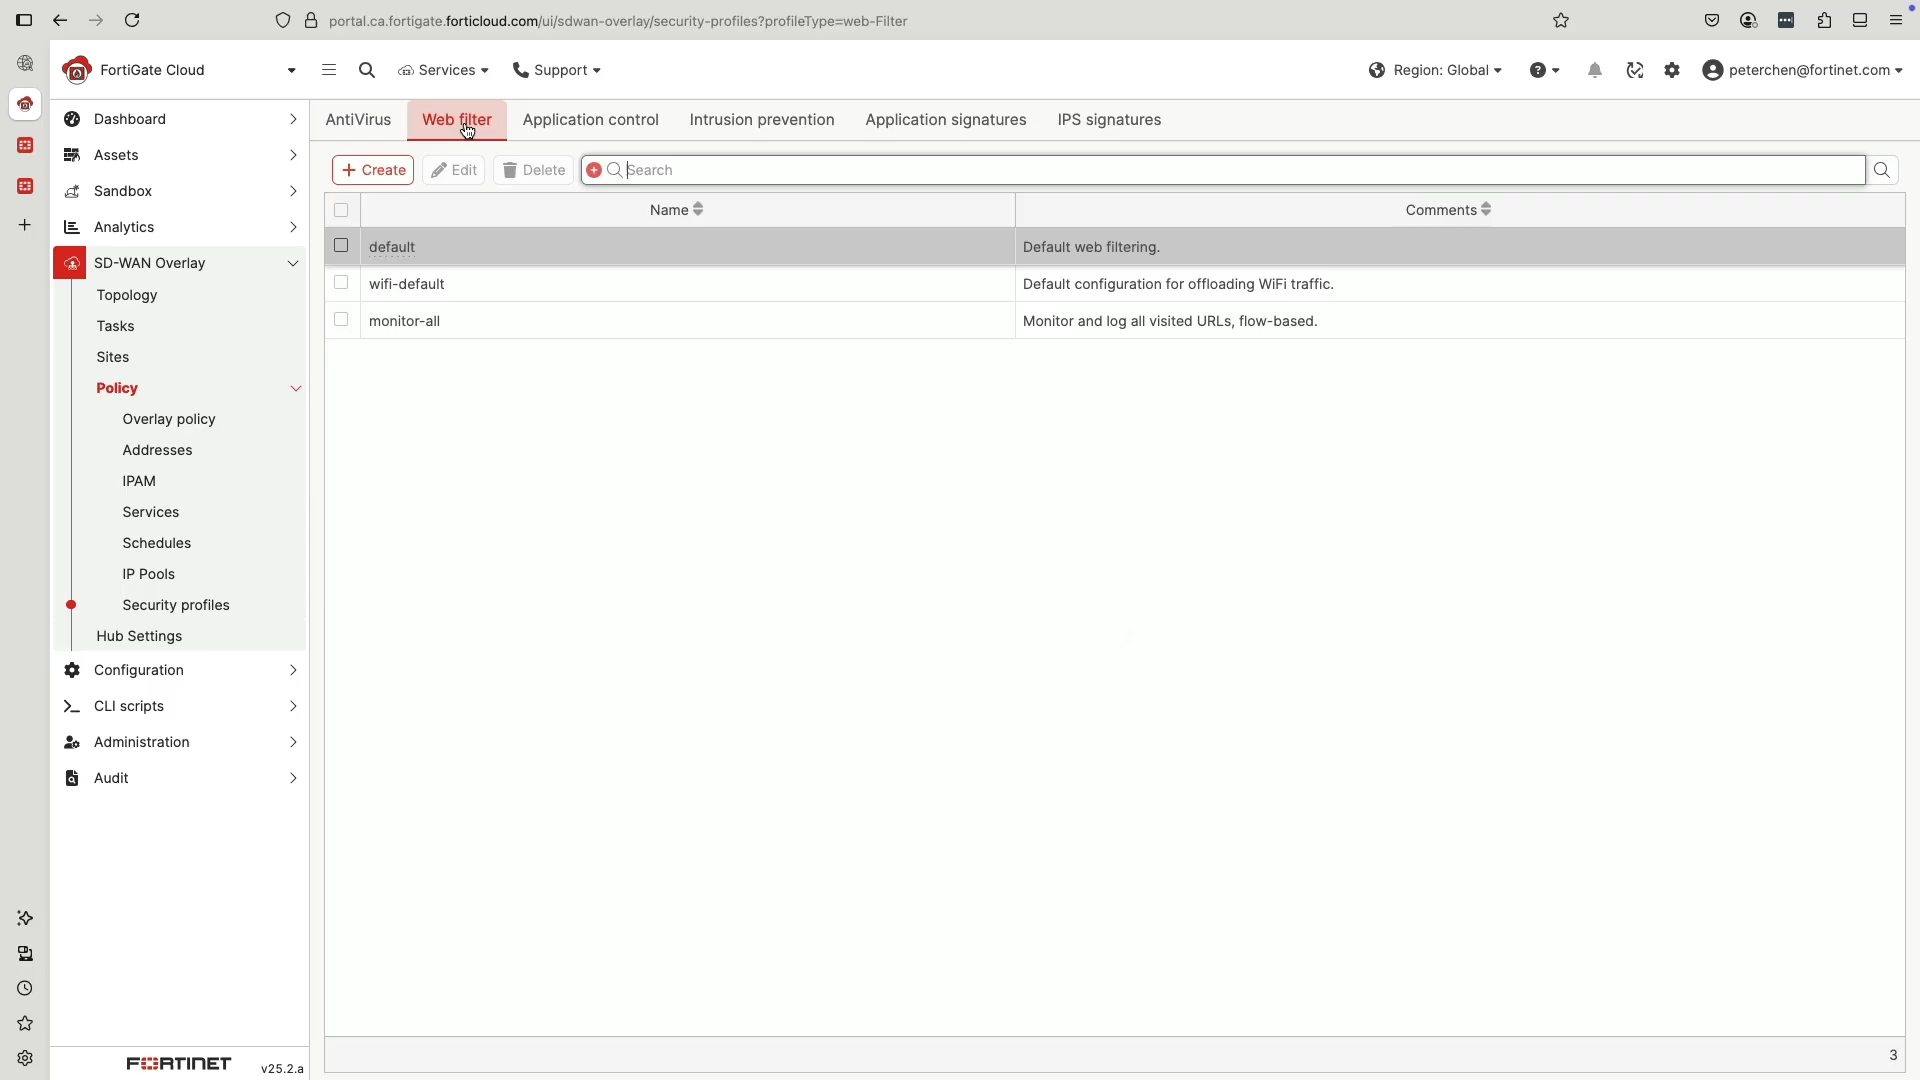 portal.ca.fortigate.forticloud.com/ui/sdwan-overlay/security-profiles?profileType=web-Filter
FortiGate Cloud
Services
Support
Region: Global
peterchen@fortinet.com
Dashboard
Assets
Sandbox
Analytics
SD-WAN Overlay
Topology
Tasks
Sites
Policy
Overlay policy
Addresses
IPAM
Services
Schedules
IP Pools
Security profiles
Hub Settings
Configuration
CLI scripts
Administration
Audit
FORTINET
v25.2.a
AntiVirus
Web filter
Application control
Intrusion prevention
Application signatures
IPS signatures
Create
Edit
Delete
Search
Name
Comments
default
Default web filtering.
wifi-default
Default configuration for offloading WiFi traffic.
monitor-all
Monitor and log all visited URLs, flow-based.
3